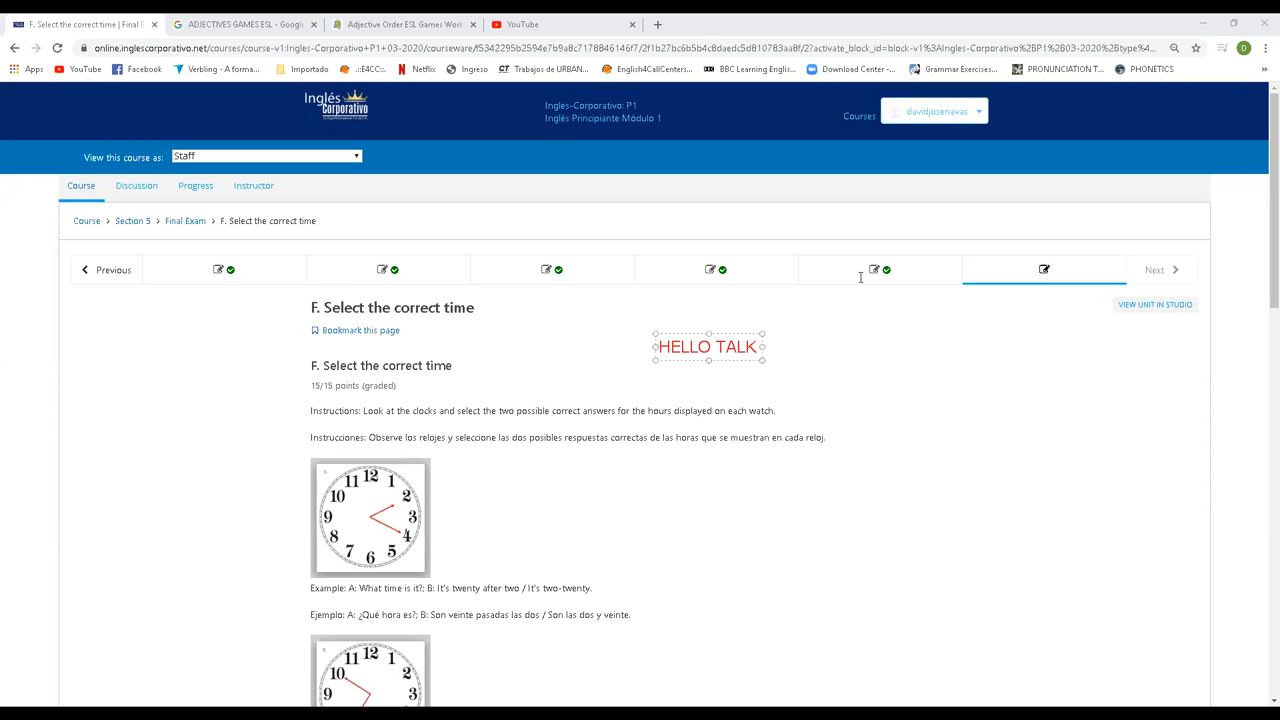 F. Select the correct time | Final E
ADJECTIVES GAMES ESL - Google
Adjective Order ESL Games Wor
YouTube
online.inglescorporativo.net/courses/course-v1:Ingles-Corporativo+P1+03-2020/courseware/f5342295b2594e7b9a8c7178846146f7/2f1b27bc6b5b4c8daedc5d810783aa8f/2?activate_block_id=block-v1%3AIngles-Corporativo%2BP1%2B03-2020%2Btype%4...
Apps
YouTube
Facebook
Verbling - A forma...
Importado
.::E4CC::.
Netflix
Ingreso
Trabajos de URBAN...
English4CallCenters...
BBC Learning Englis...
Download Center -...
Grammar Exercises...
PRONUNCIATION T...
PHONETICS
Inglés
Corporativo
Ingles-Corporativo: P1
Inglés Principiante Módulo 1
Courses
davidjosenavas
View this course as:
Staff
Course
Discussion
Progress
Instructor
Course > Section 5 > Final Exam > F. Select the correct time
Previous
Next
F. Select the correct time
VIEW UNIT IN STUDIO
Bookmark this page
HELLO TALK
F. Select the correct time
15/15 points (graded)
Instructions: Look at the clocks and select the two possible correct answers for the hours displayed on each watch.
Instrucciones: Observe los relojes y seleccione las dos posibles respuestas correctas de las horas que se muestran en cada reloj.
12 1 2 3 4 5 6 7 8 9 10 11
Example: A: What time is it?; B: It's twenty after two / It's two-twenty.
Ejemplo: A: ¿Qué hora es?; B: Son veinte pasadas las dos / Son las dos y veinte.
12 1 2 3 9 10 11